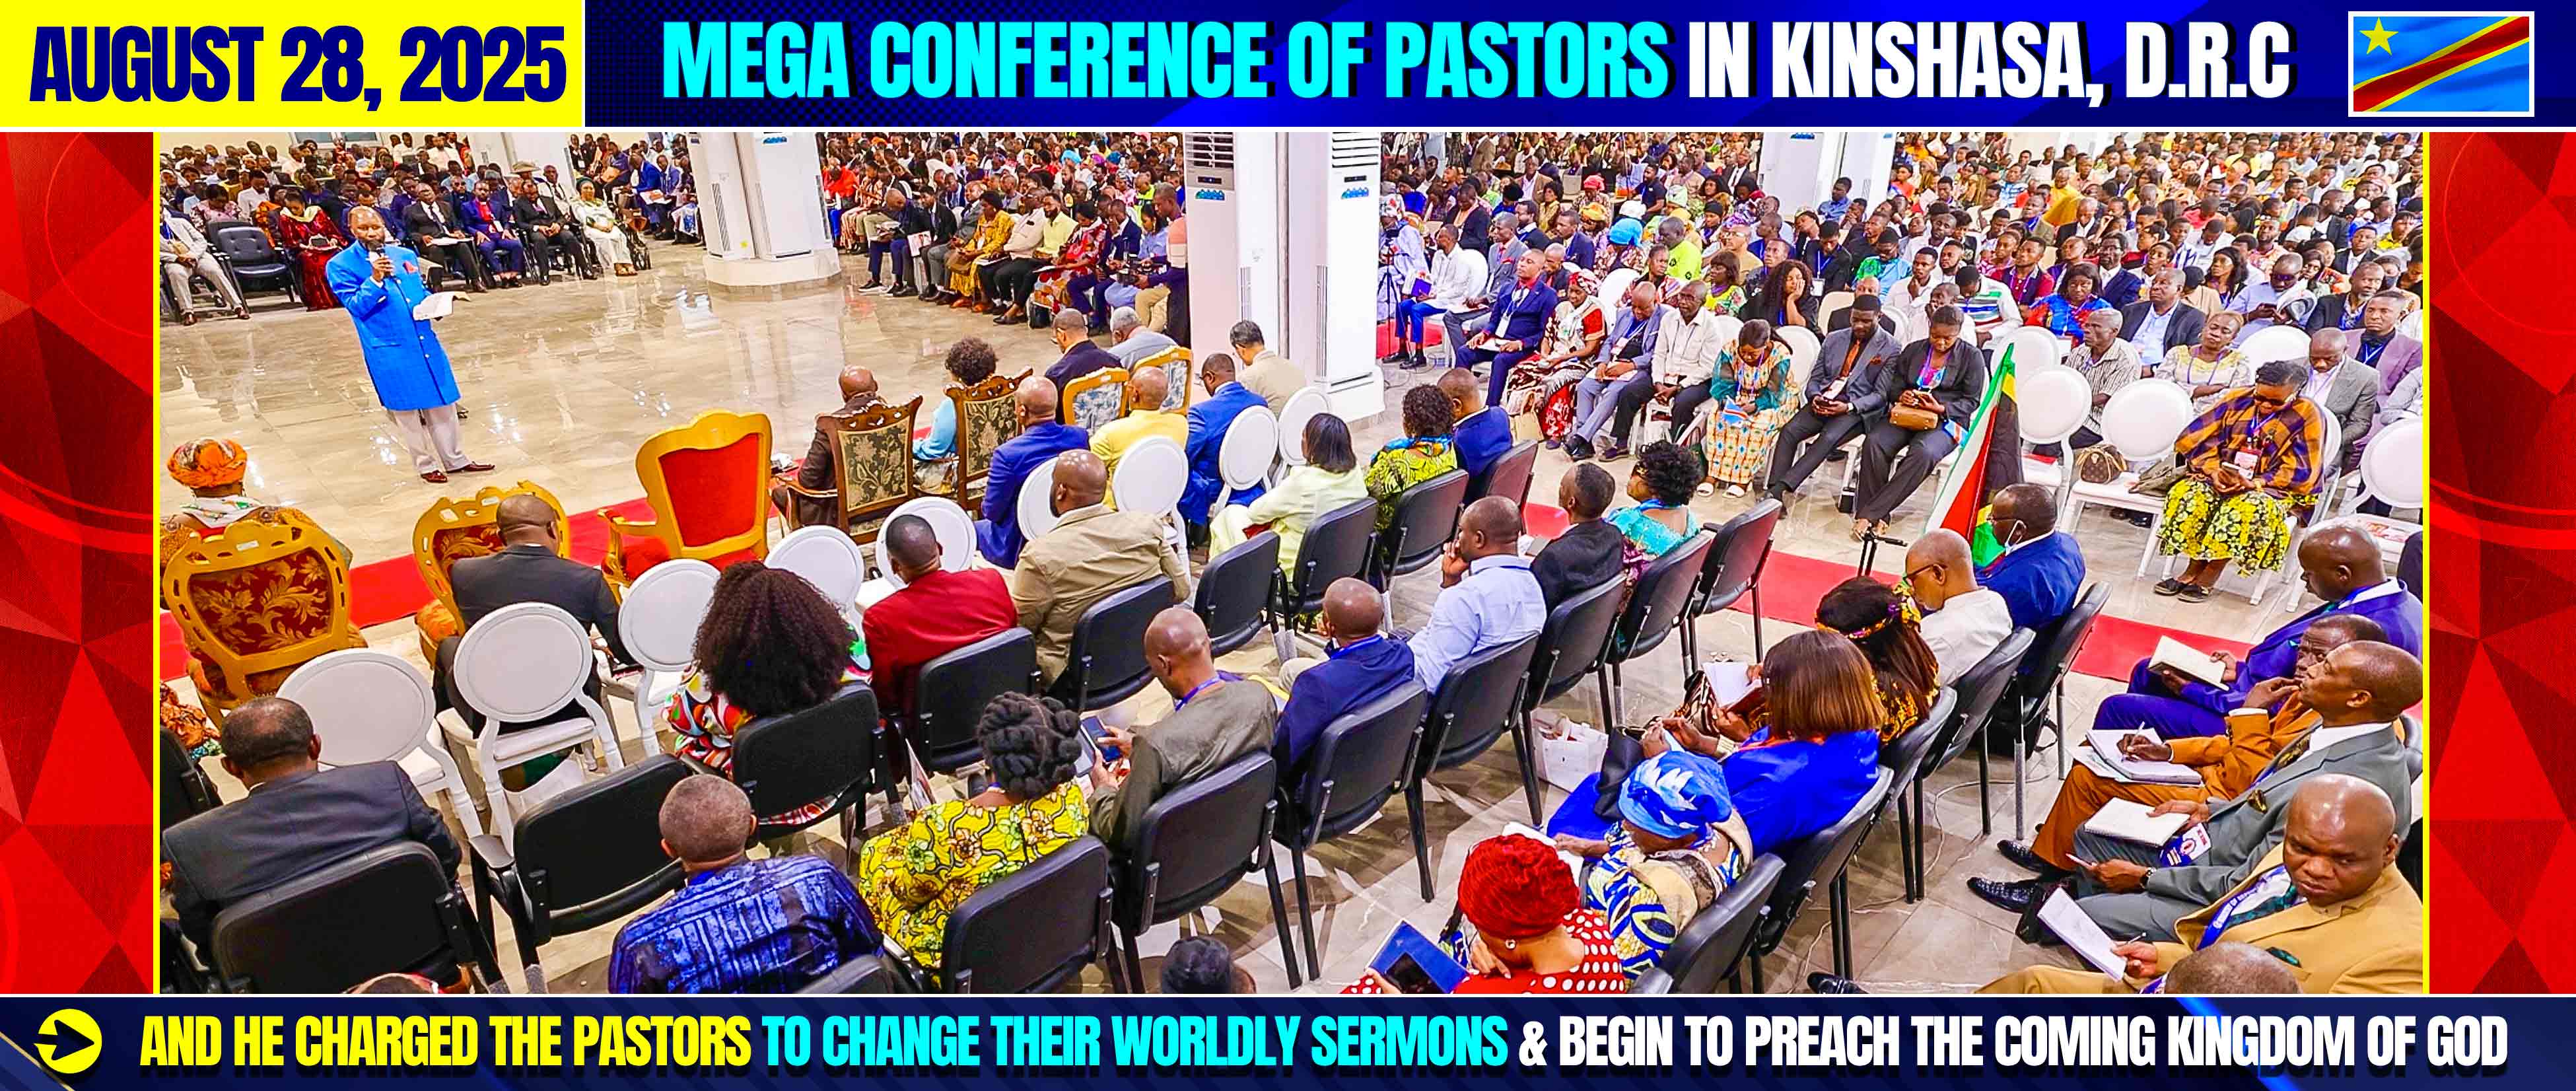 AUGUST 28, 2025
MEGA CONFERENCE OF PASTORS IN KINSHASA, D.R.C
AND HE CHARGED THE PASTORS TO CHANGE THEIR WORLDLY SERMONS & BEGIN TO PREACH THE COMING KINGDOM OF GOD